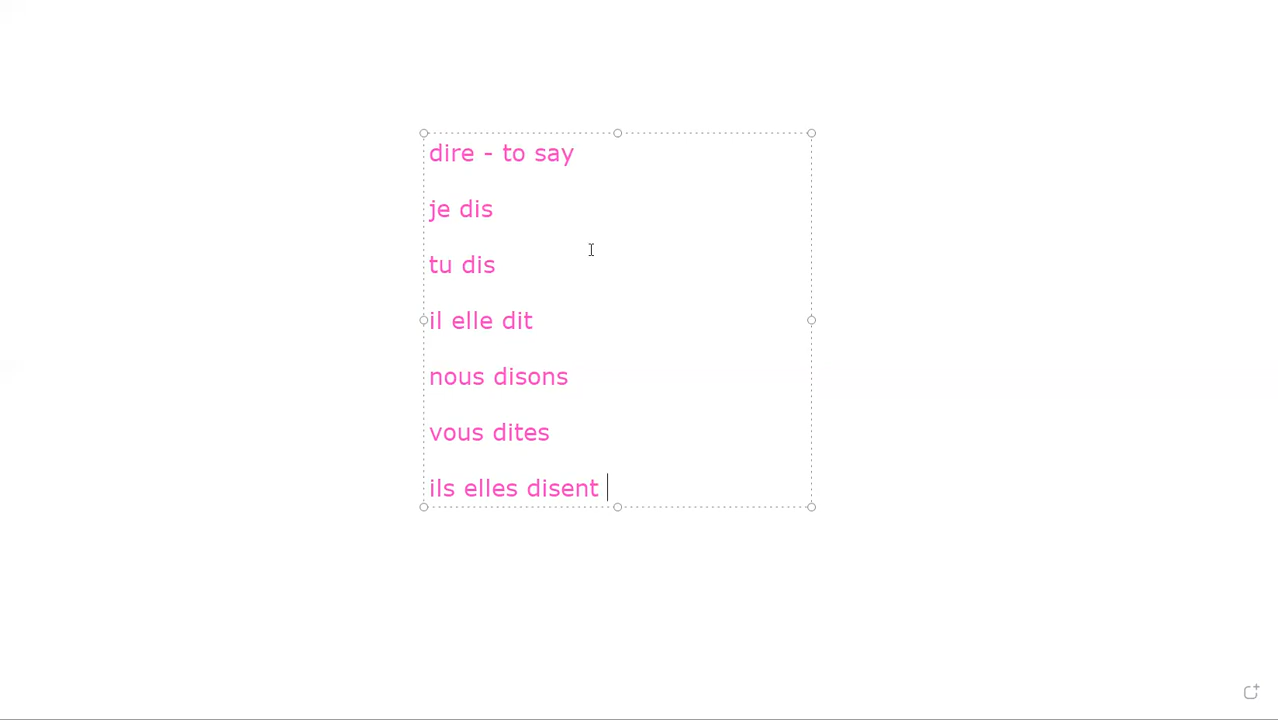 dire - to say
je dis
tu dis
il elle dit
nous disons
vous dites
ils elles disent